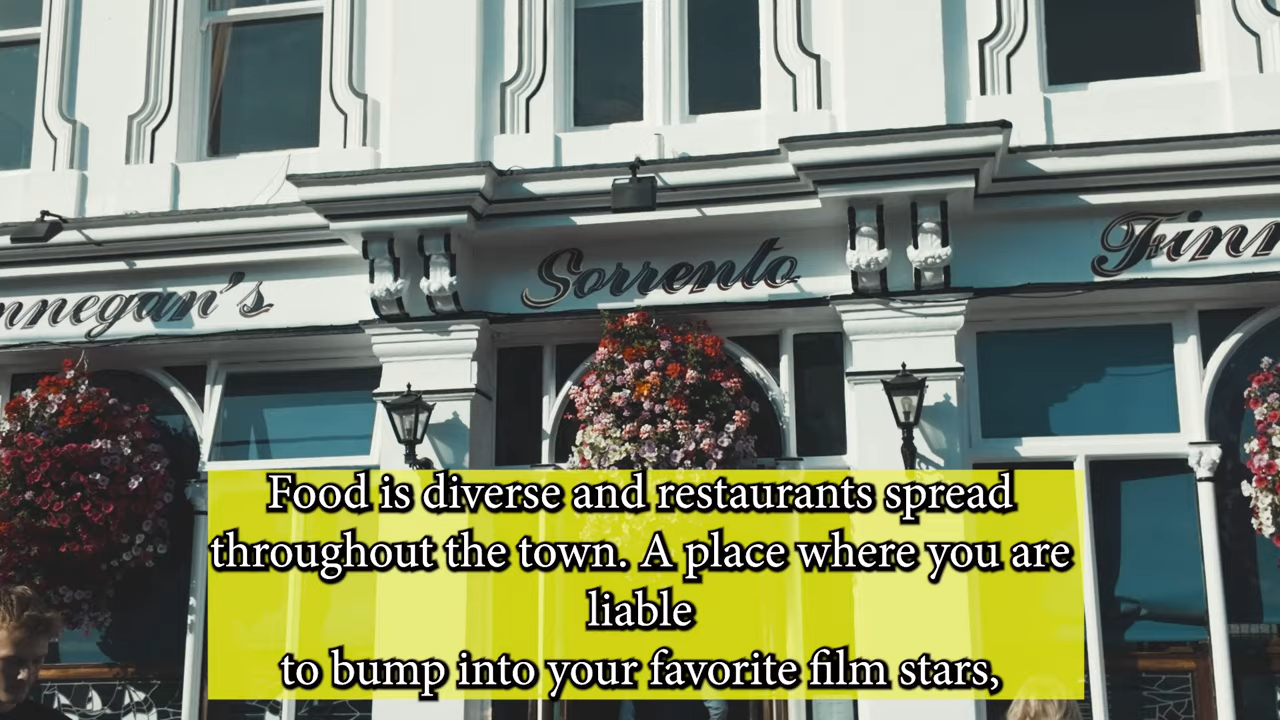 nnegan's
Sorrento
Finn
Food is diverse and restaurants spread
throughout the town. A place where you are
liable
to bump into your favorite film stars,